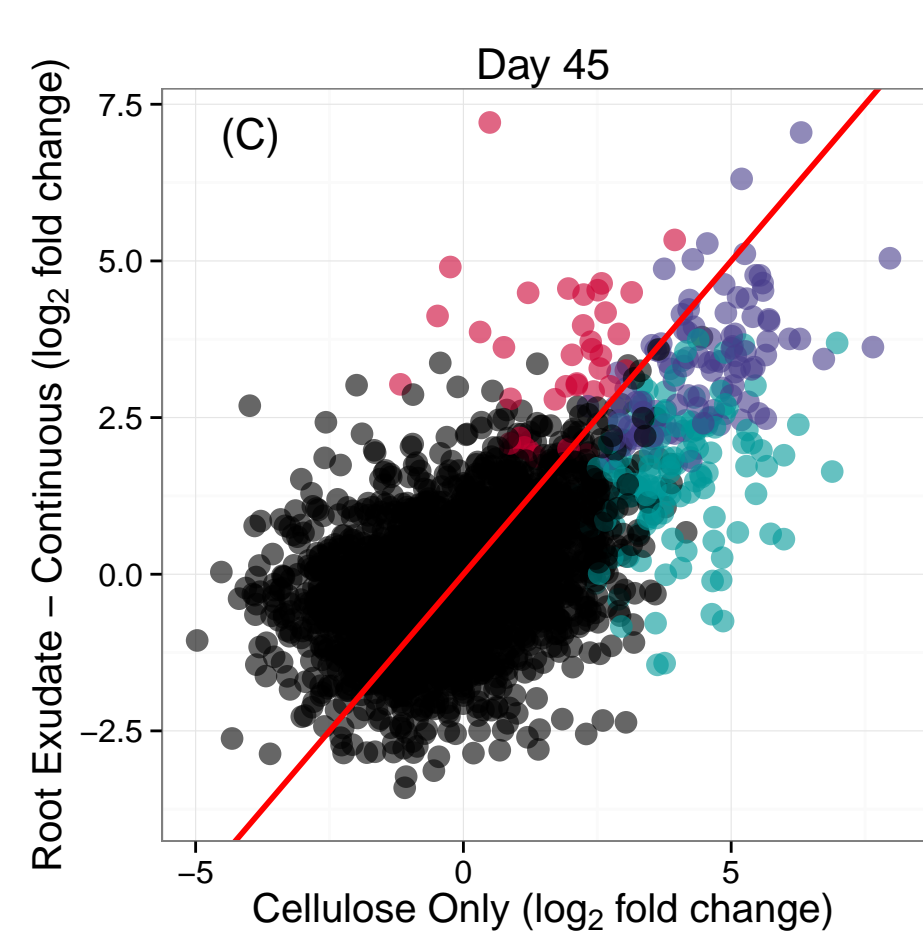 Day 45
(C)
Root Exudate – Continuous (log₂ fold change)
7.5
5.0
2.5
0.0
−2.5
−5
0
5
Cellulose Only (log₂ fold change)